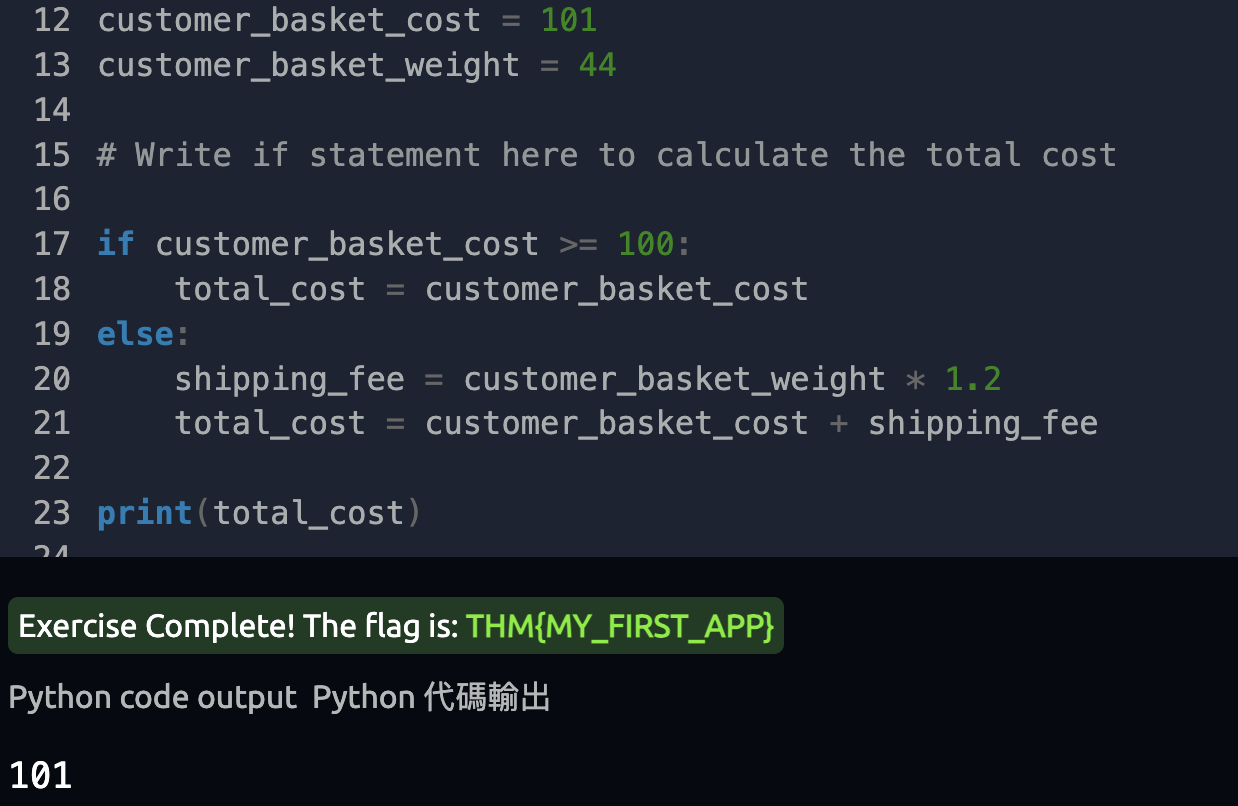 12 customer_basket_cost = 101
13 customer_basket_weight = 44
14
15 # Write if statement here to calculate the total cost
16
17 if customer_basket_cost >= 100:
18     total_cost = customer_basket_cost
19 else:
20     shipping_fee = customer_basket_weight * 1.2
21     total_cost = customer_basket_cost + shipping_fee
22
23 print(total_cost)
24
Exercise Complete! The flag is: THM{MY_FIRST_APP}
Python code output Python 代碼輸出
101